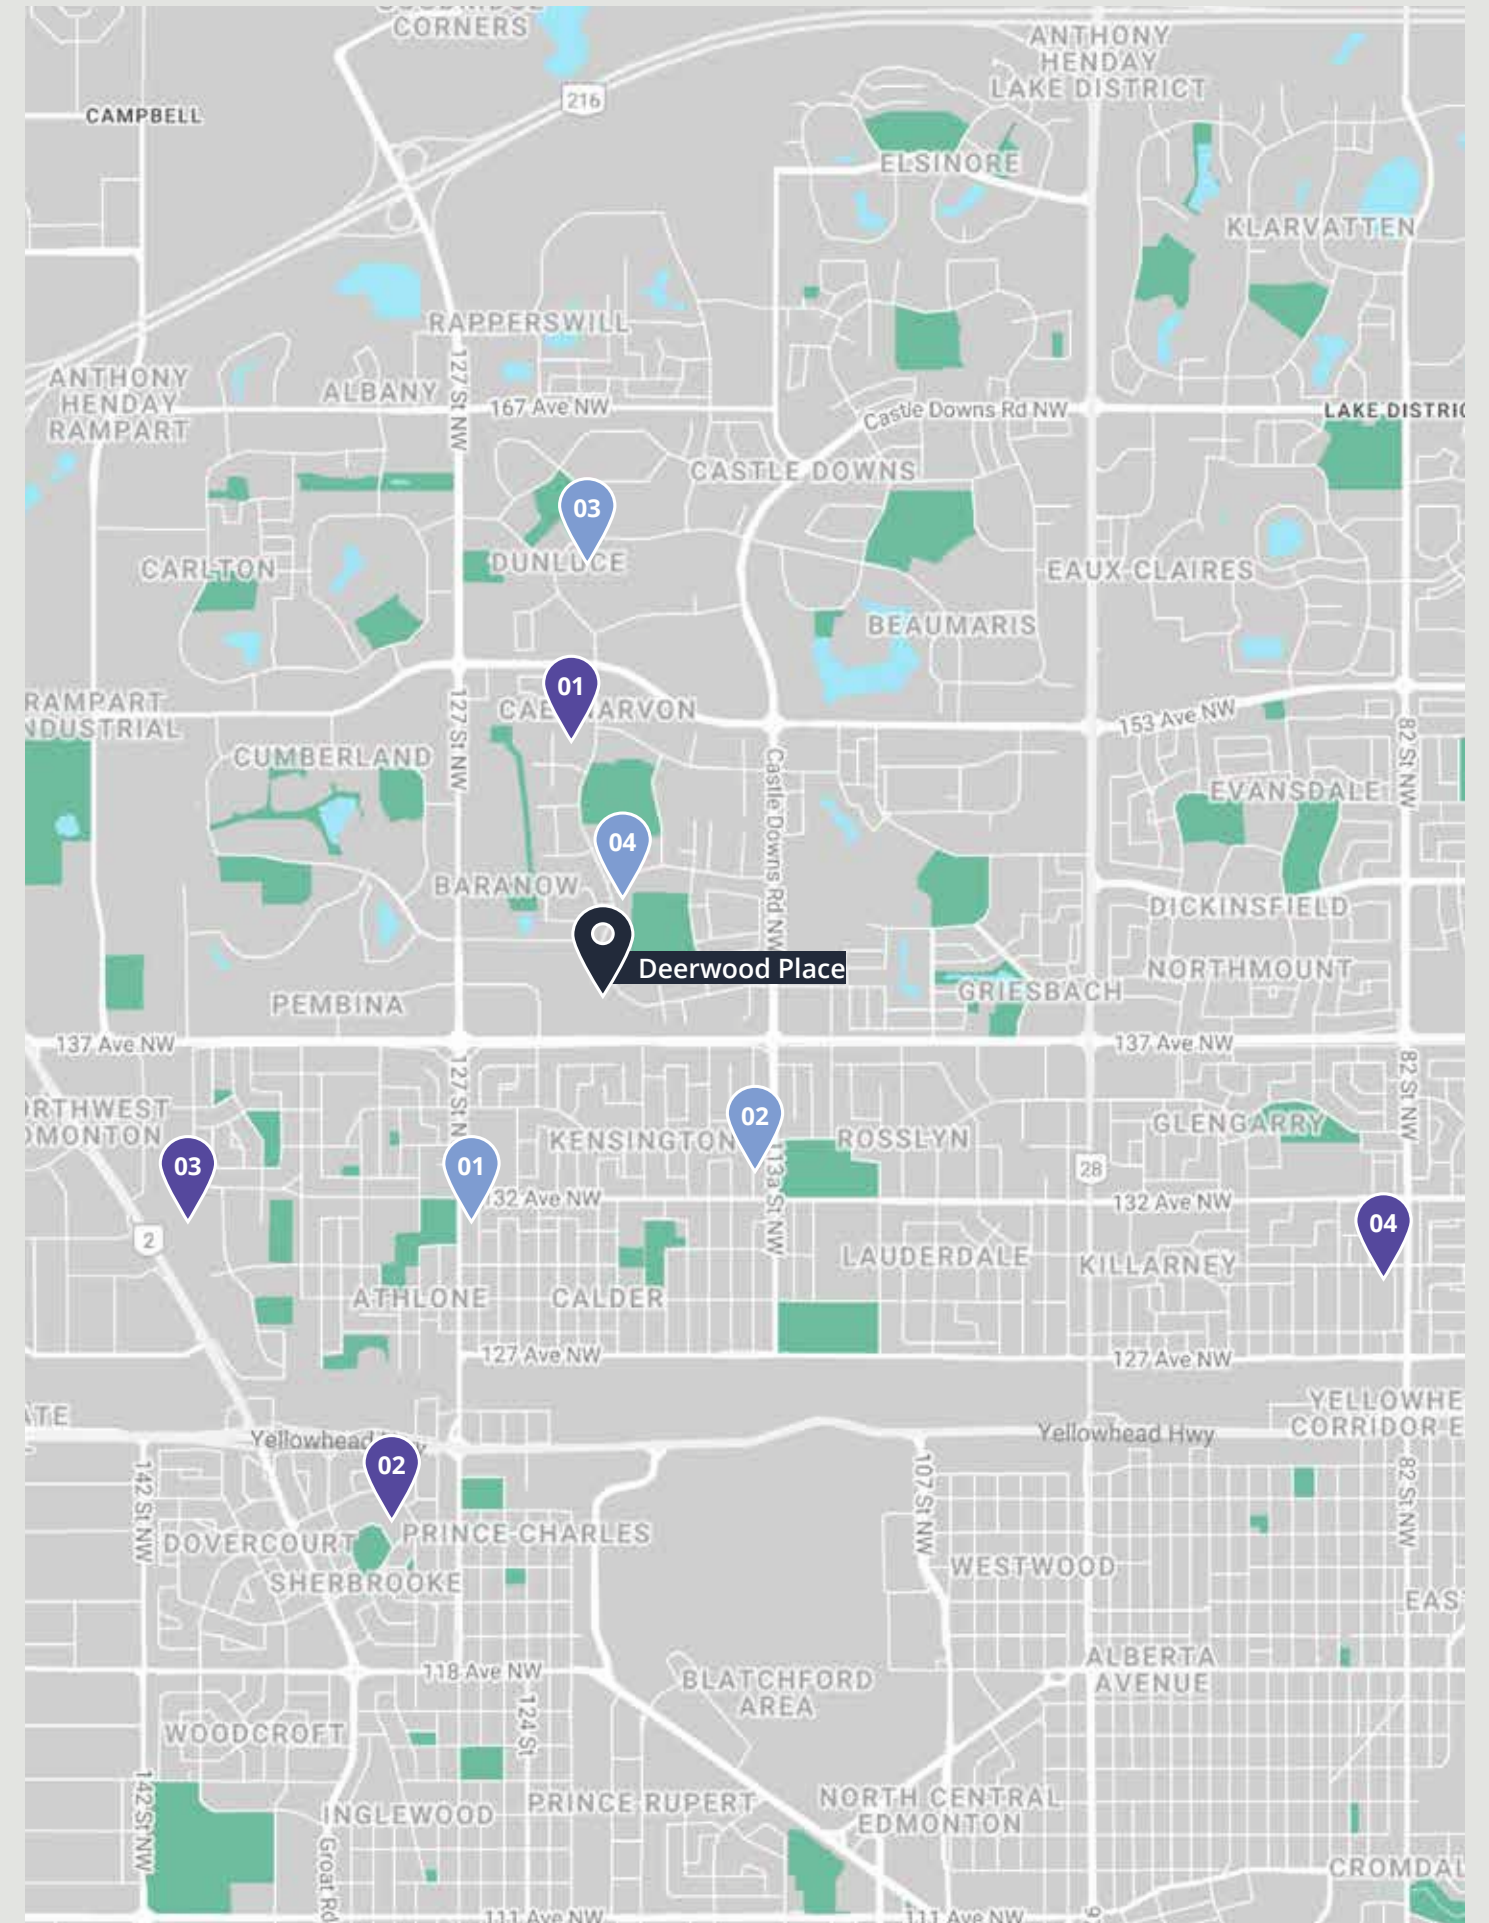 CORNERS
ANTHONY
HENDAY
LAKE DISTRICT
216
CAMPBELL
ELSINORE
KLARVATTEN
RAPPERSWILL
ANTHONY
HENDAY
RAMPART
ALBANY
127 St NW
167 Ave NW
Castle Downs Rd NW
LAKE DISTRIC
CASTLE DOWNS
03
DUNLUCE
CARLTON
EAUX CLAIRES
BEAUMARIS
01
RAMPART
NDUSTRIAL
127 St NW
153 Ave NW
82 St NW
CUMBERLAND
Castle Downs Rd NW
EVANSDALE
04
BARANOW
DICKINSFIELD
Deerwood Place
NORTHMOUNT
GRIESBACH
PEMBINA
137 Ave NW
137 Ave NW
127 St N
82 St NW
RTHWEST
MONTON
02
GLENGARRY
KENSINGTON
ROSSLYN
03
01
28
132 Ave NW
132 Ave NW
113a St NW
04
2
LAUDERDALE
KILLARNEY
ATHLONE
CALDER
127 Ave NW
127 Ave NW
YELLOWHE
CORRIDOR E
Yellowhead
Yellowhead Hwy
02
142 St NW
107 St NW
82 St NW
DOVERCOURT
PRINCE CHARLES
WESTWOOD
SHERBROOKE
EAS
118 Ave NW
ALBERTA
AVENUE
BLATCHFORD
AREA
124 St
WOODCROFT
142 St NW
PRINCE RUPERT
NORTH CENTRAL
EDMONTON
INGLEWOOD
Groat Rd
CROMDAL
111 Ave NW
111 Ave NW